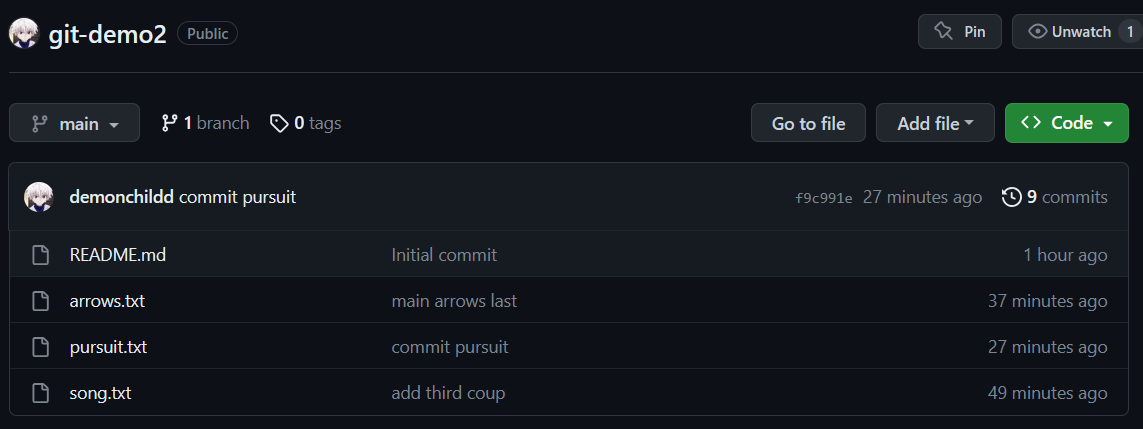 git-demo2 Public Pin Unwatch 1
main 1 branch 0 tags Go to file Add file <> Code
demonchildd commit pursuit f9c991e 27 minutes ago 9 commits
README.md Initial commit 1 hour ago
arrows.txt main arrows last 37 minutes ago
pursuit.txt commit pursuit 27 minutes ago
song.txt add third coup 49 minutes ago